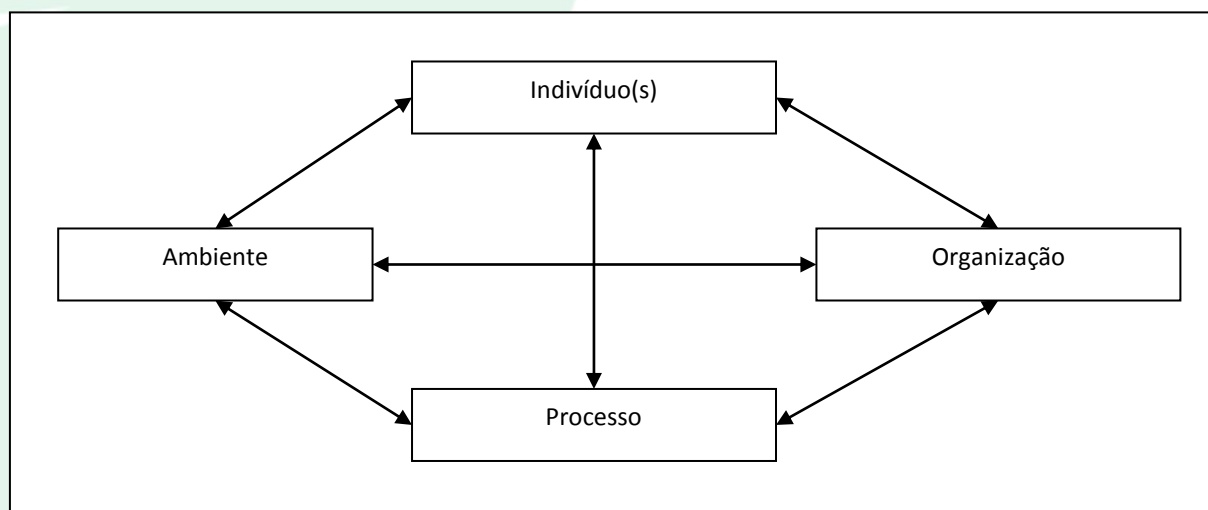 Indivíduo(s)
Ambiente
Organização
Processo